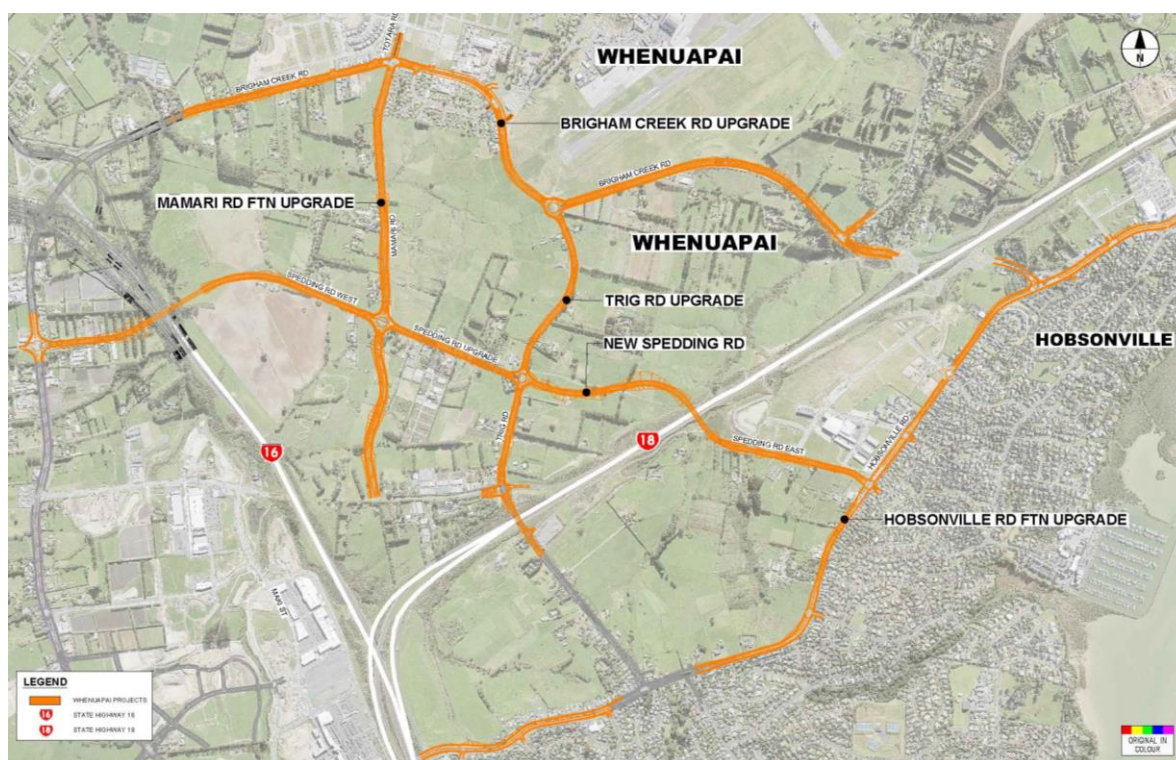 TOTARA RD
WHENUAPAI
N
BRIGHAM CREEK RD
BRIGHAM CREEK RD UPGRADE
BRIGHAM CREEK RD
MAMARI RD FTN UPGRADE
MAMARI RD
WHENUAPAI
SPEDDING RD WEST
TRIG RD UPGRADE
SPEDDING RD UPGRADE
NEW SPEDDING RD
HOBSONVILLE
TRIG RD
16
18
SPEDDING RD EAST
HOBSONVILLE RD
HOBSONVILLE RD FTN UPGRADE
MAKI ST
LEGEND
WHENUAPAI PROJECTS
16 STATE HIGHWAY 16
18 STATE HIGHWAY 18
ORIGINAL IN
COLOUR